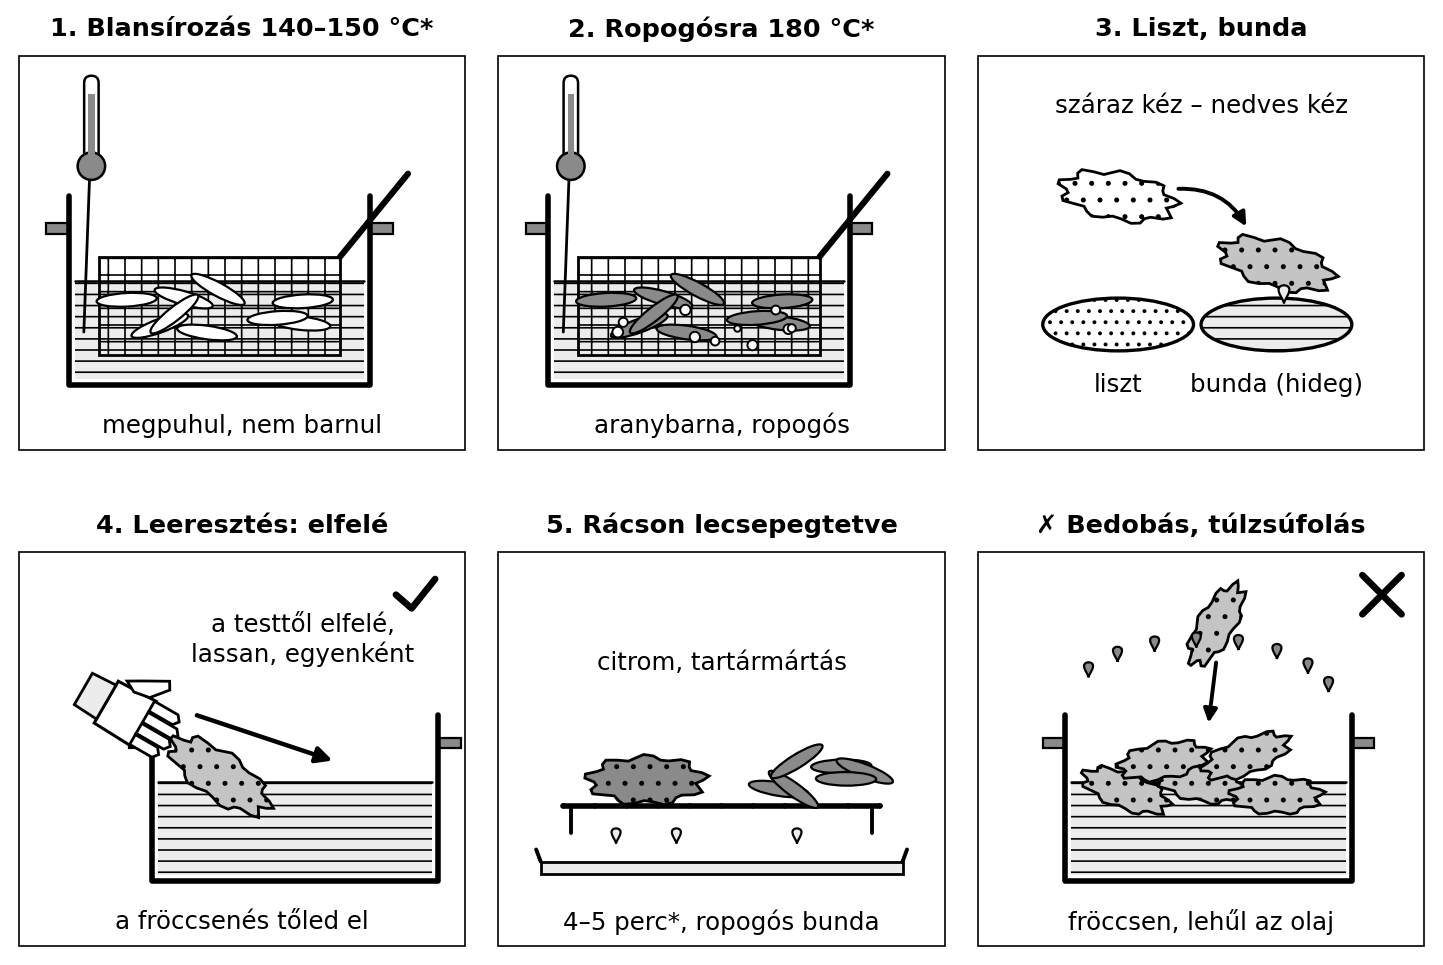 1. Blansírozás 140–150 °C*
megpuhul, nem barnul
2. Ropogósra 180 °C*
aranybarna, ropogós
3. Liszt, bunda
száraz kéz – nedves kéz
liszt
bunda (hideg)
4. Leeresztés: elfelé
a testtől elfelé,
lassan, egyenként
a fröccsenés tőled el
5. Rácson lecsepegtetve
citrom, tartármártás
4–5 perc*, ropogós bunda
✗ Bedobás, túlzsúfolás
fröccsen, lehűl az olaj